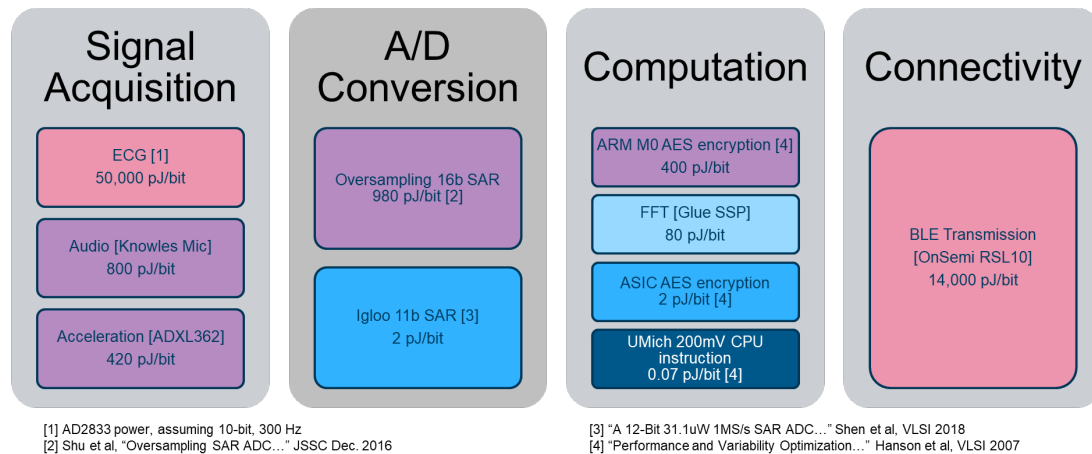 Signal
Acquisition
ECG [1]
50,000 pJ/bit
Audio [Knowles Mic]
800 pJ/bit
Acceleration [ADXL362]
420 pJ/bit
A/D
Conversion
Oversampling 16b SAR
980 pJ/bit [2]
Igloo 11b SAR [3]
2 pJ/bit
Computation
ARM M0 AES encryption [4]
400 pJ/bit
FFT [Glue SSP]
80 pJ/bit
ASIC AES encryption
2 pJ/bit [4]
UMich 200mV CPU
instruction
0.07 pJ/bit [4]
Connectivity
BLE Transmission
[OnSemi RSL10]
14,000 pJ/bit
[1] AD2833 power, assuming 10-bit, 300 Hz
[2] Shu et al, “Oversampling SAR ADC…” JSSC Dec. 2016
[3] “A 12-Bit 31.1uW 1MS/s SAR ADC…” Shen et al, VLSI 2018
[4] “Performance and Variability Optimization…” Hanson et al, VLSI 2007